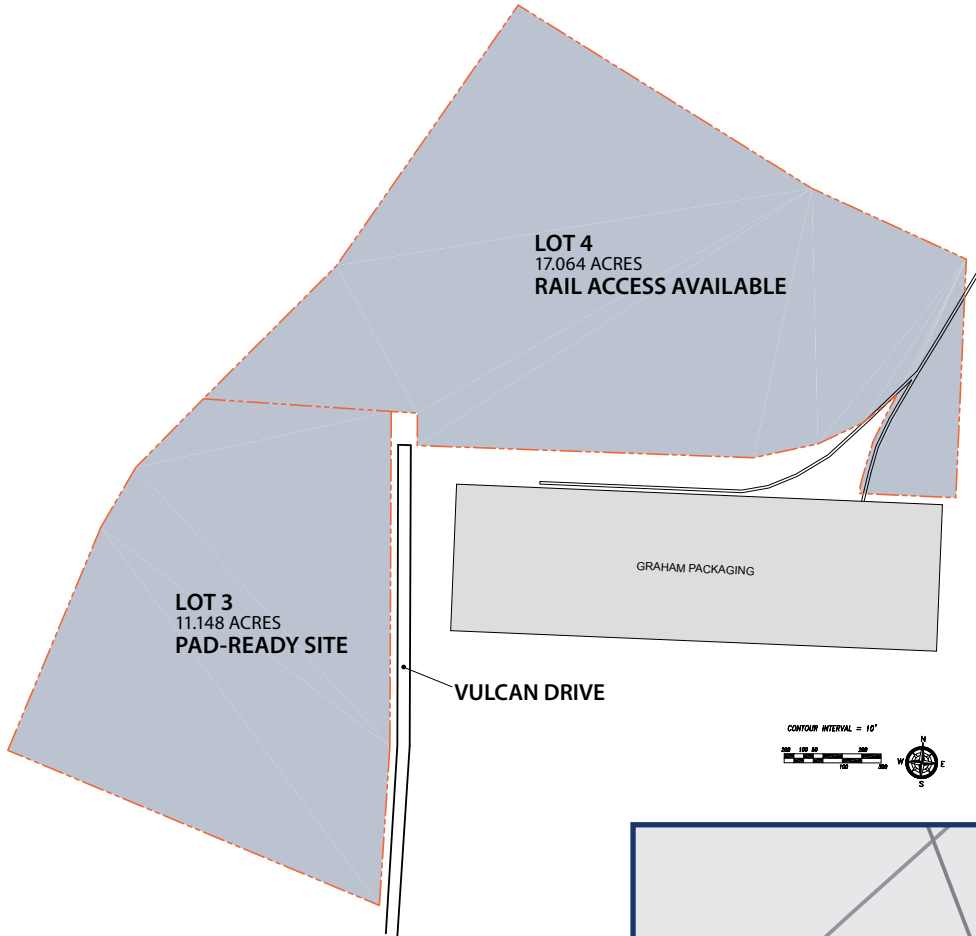 LOT 4
17.064 ACRES
RAIL ACCESS AVAILABLE
GRAHAM PACKAGING
LOT 3
11.148 ACRES
PAD-READY SITE
VULCAN DRIVE
CONTOUR INTERVAL = 10'
N
W E
S